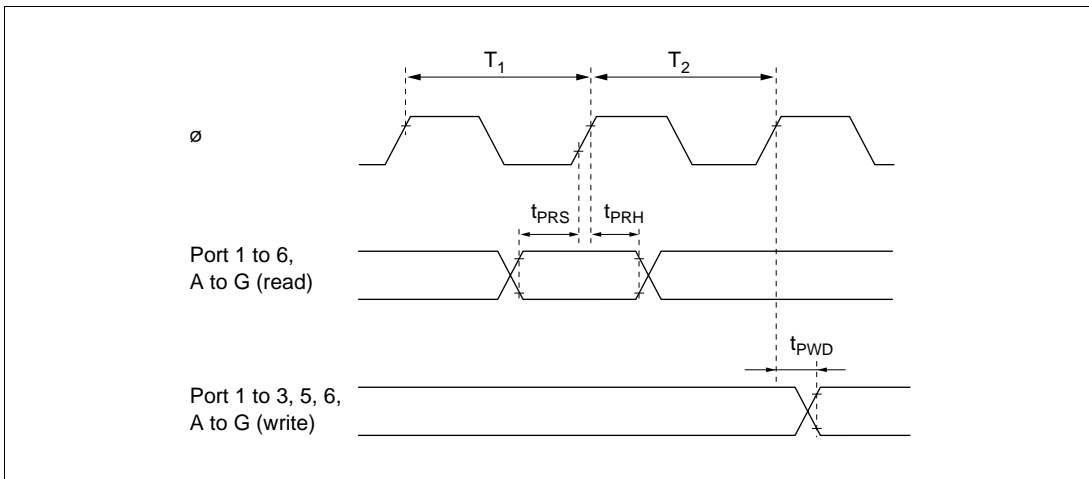 T₁ T₂
ø
tPRS tPRH
Port 1 to 6,
A to G (read)
tPWD
Port 1 to 3, 5, 6,
A to G (write)